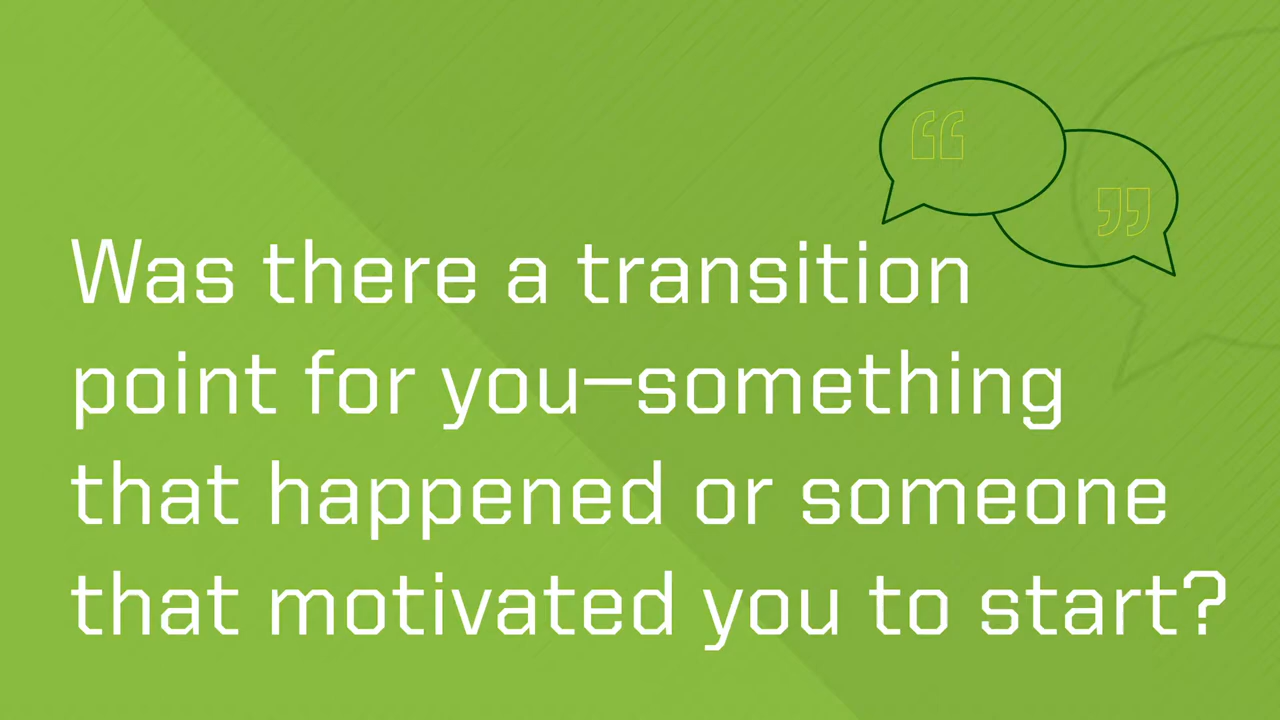 Was there a transition
point for you—something
that happened or someone
that motivated you to start?